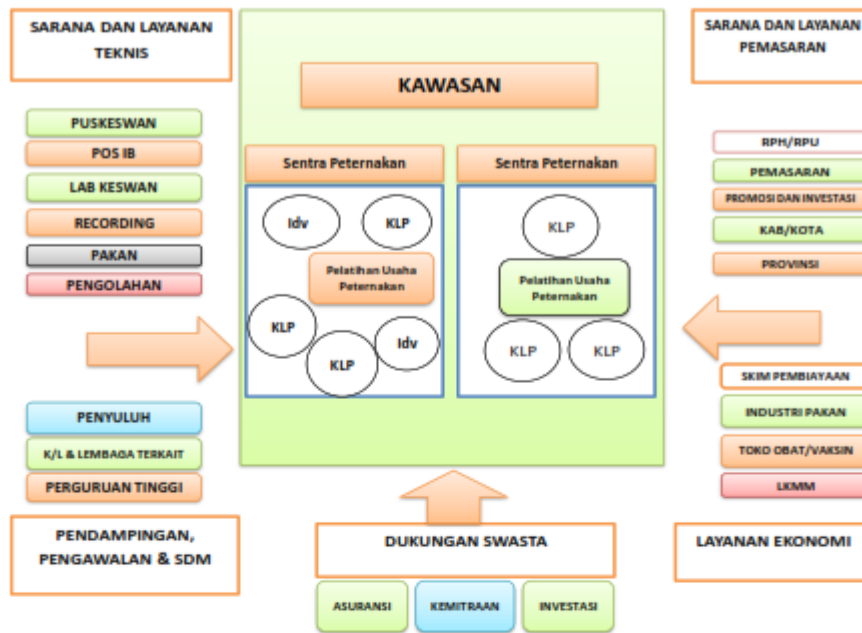 SARANA DAN LAYANAN
TEKNIS
PUSKESWAN
POS IB
LAB KESWAN
RECORDING
PAKAN
PENGOLAHAN
PENYULUH
K/L & LEMBAGA TERKAIT
PERGURUAN TINGGI
PENDAMPINGAN,
PENGAWALAN & SDM
KAWASAN
Sentra Peternakan
Idv
KLP
Pelatihan Usaha
Peternakan
KLP
KLP
Idv
Sentra Peternakan
KLP
Pelatihan Usaha
Peternakan
KLP
KLP
DUKUNGAN SWASTA
ASURANSI
KEMITRAAN
INVESTASI
SARANA DAN LAYANAN
PEMASARAN
RPH/RPU
PEMASARAN
PROMOSI DAN INVESTASI
KAB/KOTA
PROVINSI
SKIM PEMBIAYAAN
INDUSTRI PAKAN
TOKO OBAT/VAKSIN
LKMM
LAYANAN EKONOMI